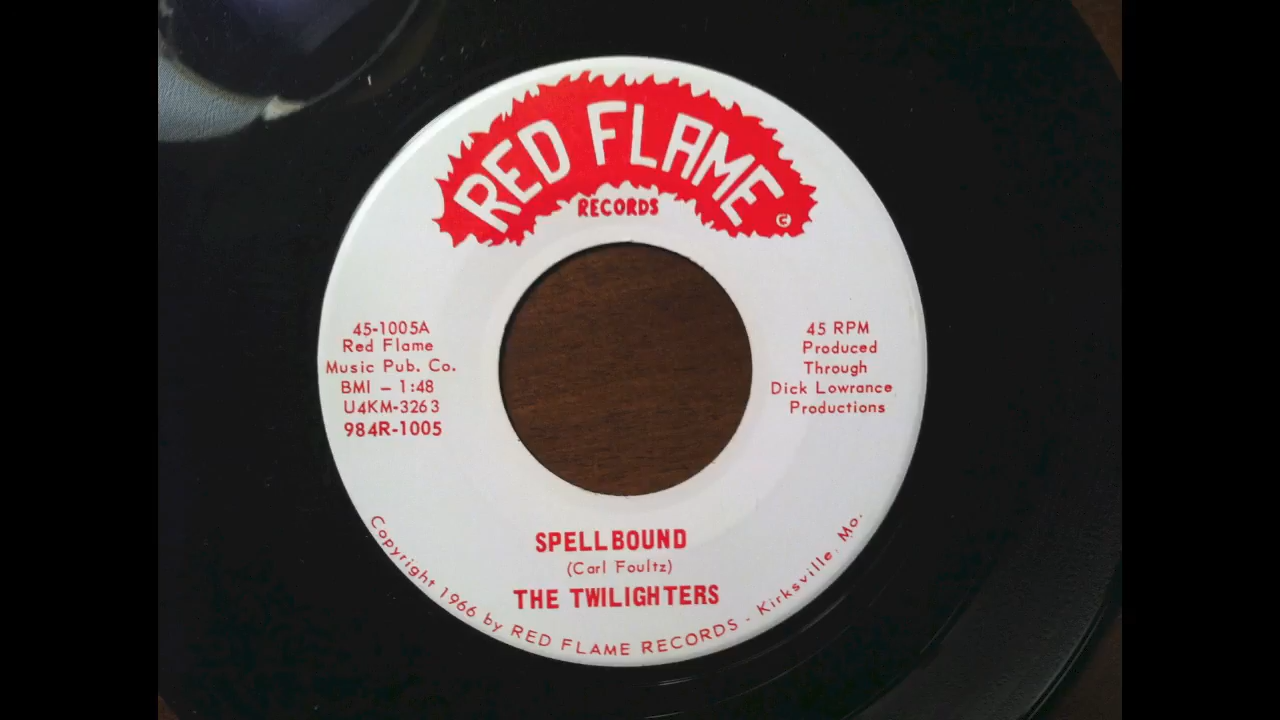 RED FLAME
RECORDS
45-1005A
Red Flame
Music Pub. Co.
BMI – 1:48
U4KM-3263
984R-1005
45 RPM
Produced
Through
Dick Lowrance
Productions
SPELLBOUND
(Carl Foultz)
THE TWILIGHTERS
Copyright 1966 by RED FLAME RECORDS - Kirksville, Mo.